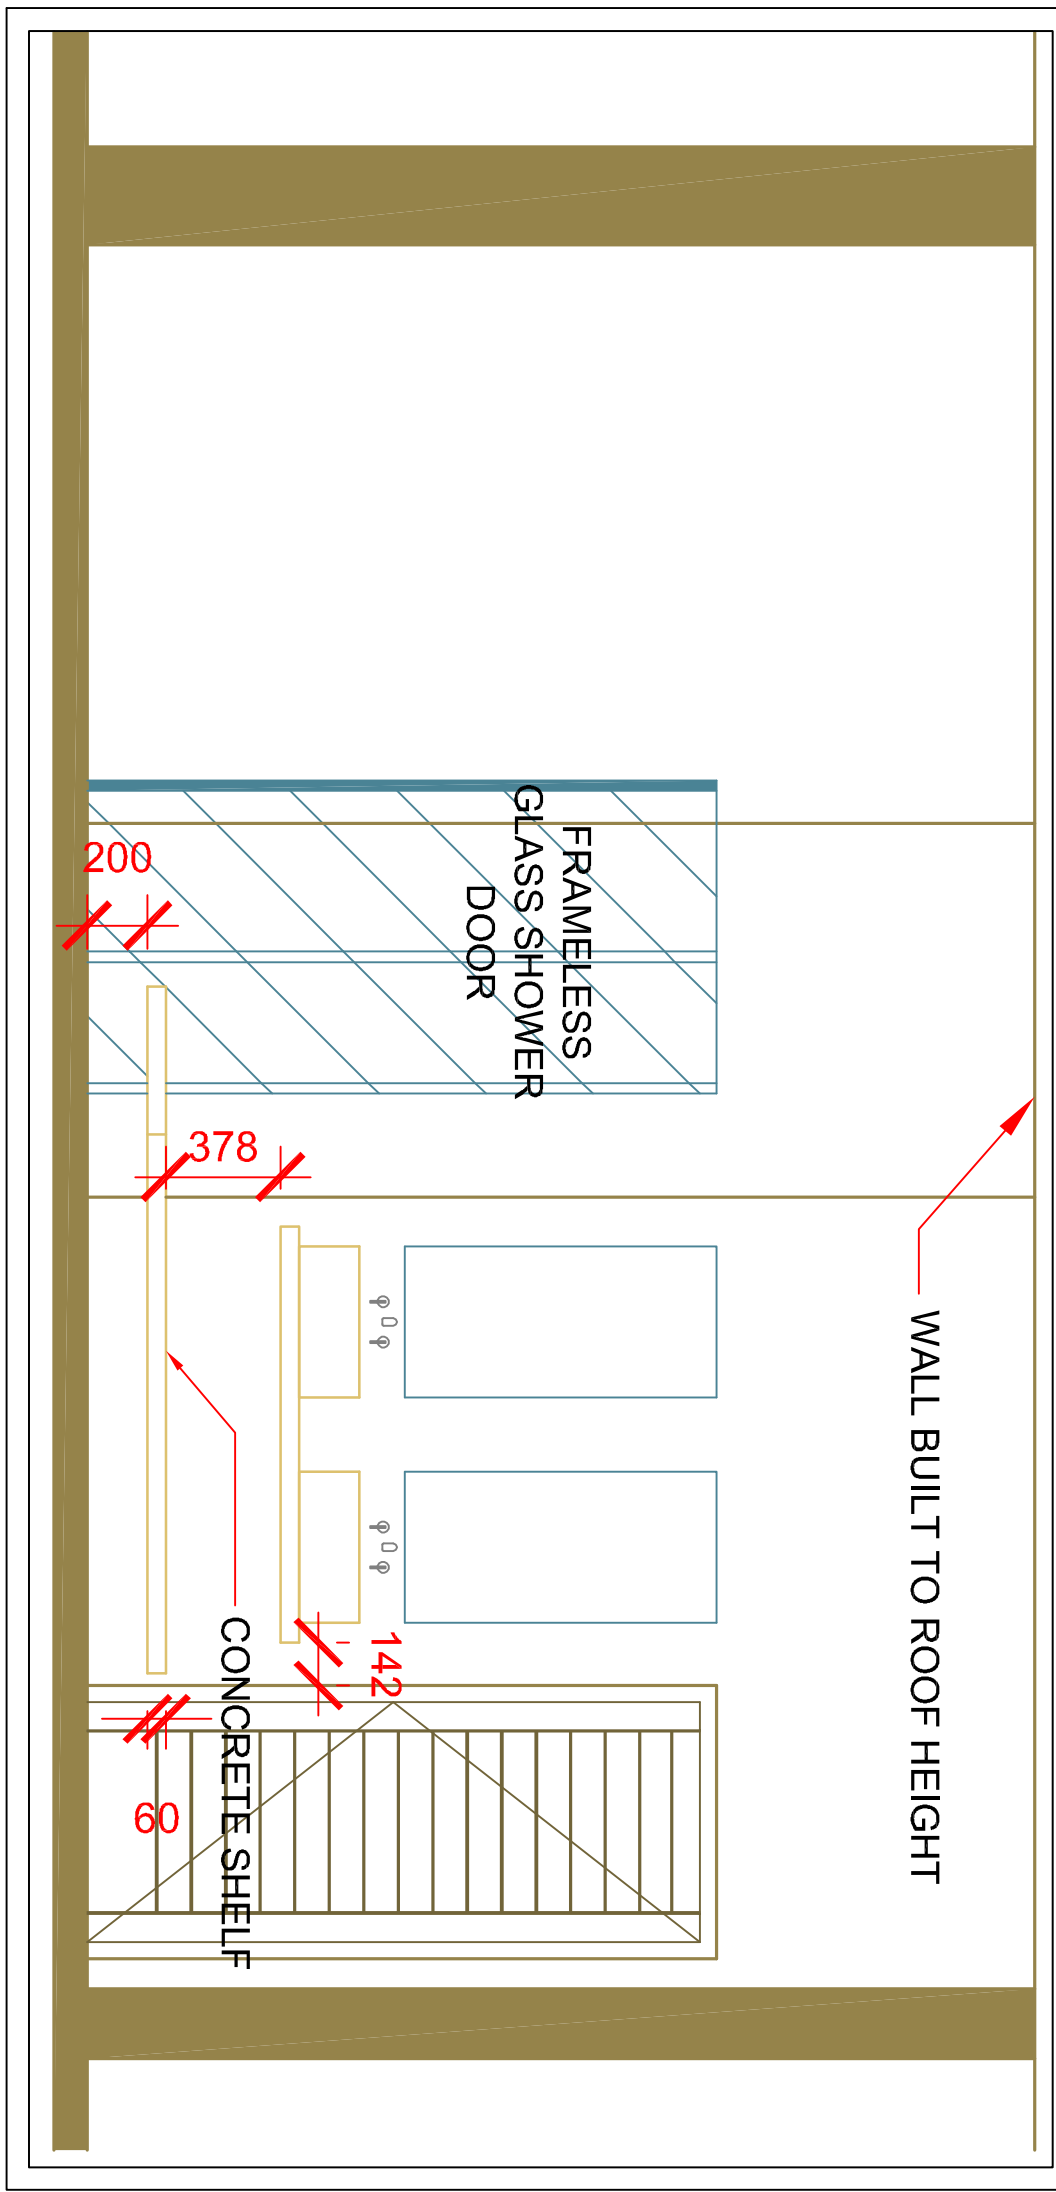 WALL BUILT TO ROOF HEIGHT
FRAMELESS
GLASS SHOWER
DOOR
200
378
142
CONCRETE SHELF
60